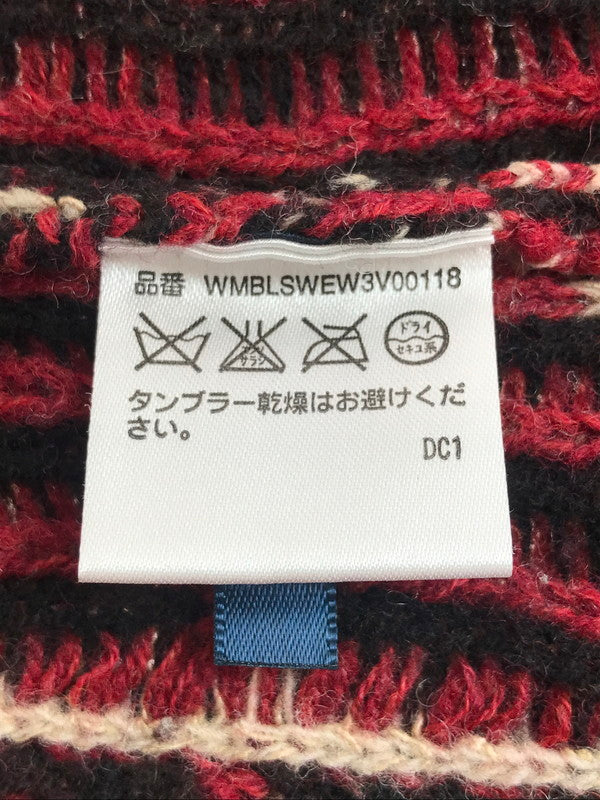 品番 WMBLSWEW3V00118
サラシ ドライ
セキユ系
タンブラー乾燥はお避けくだ
さい。
DC1